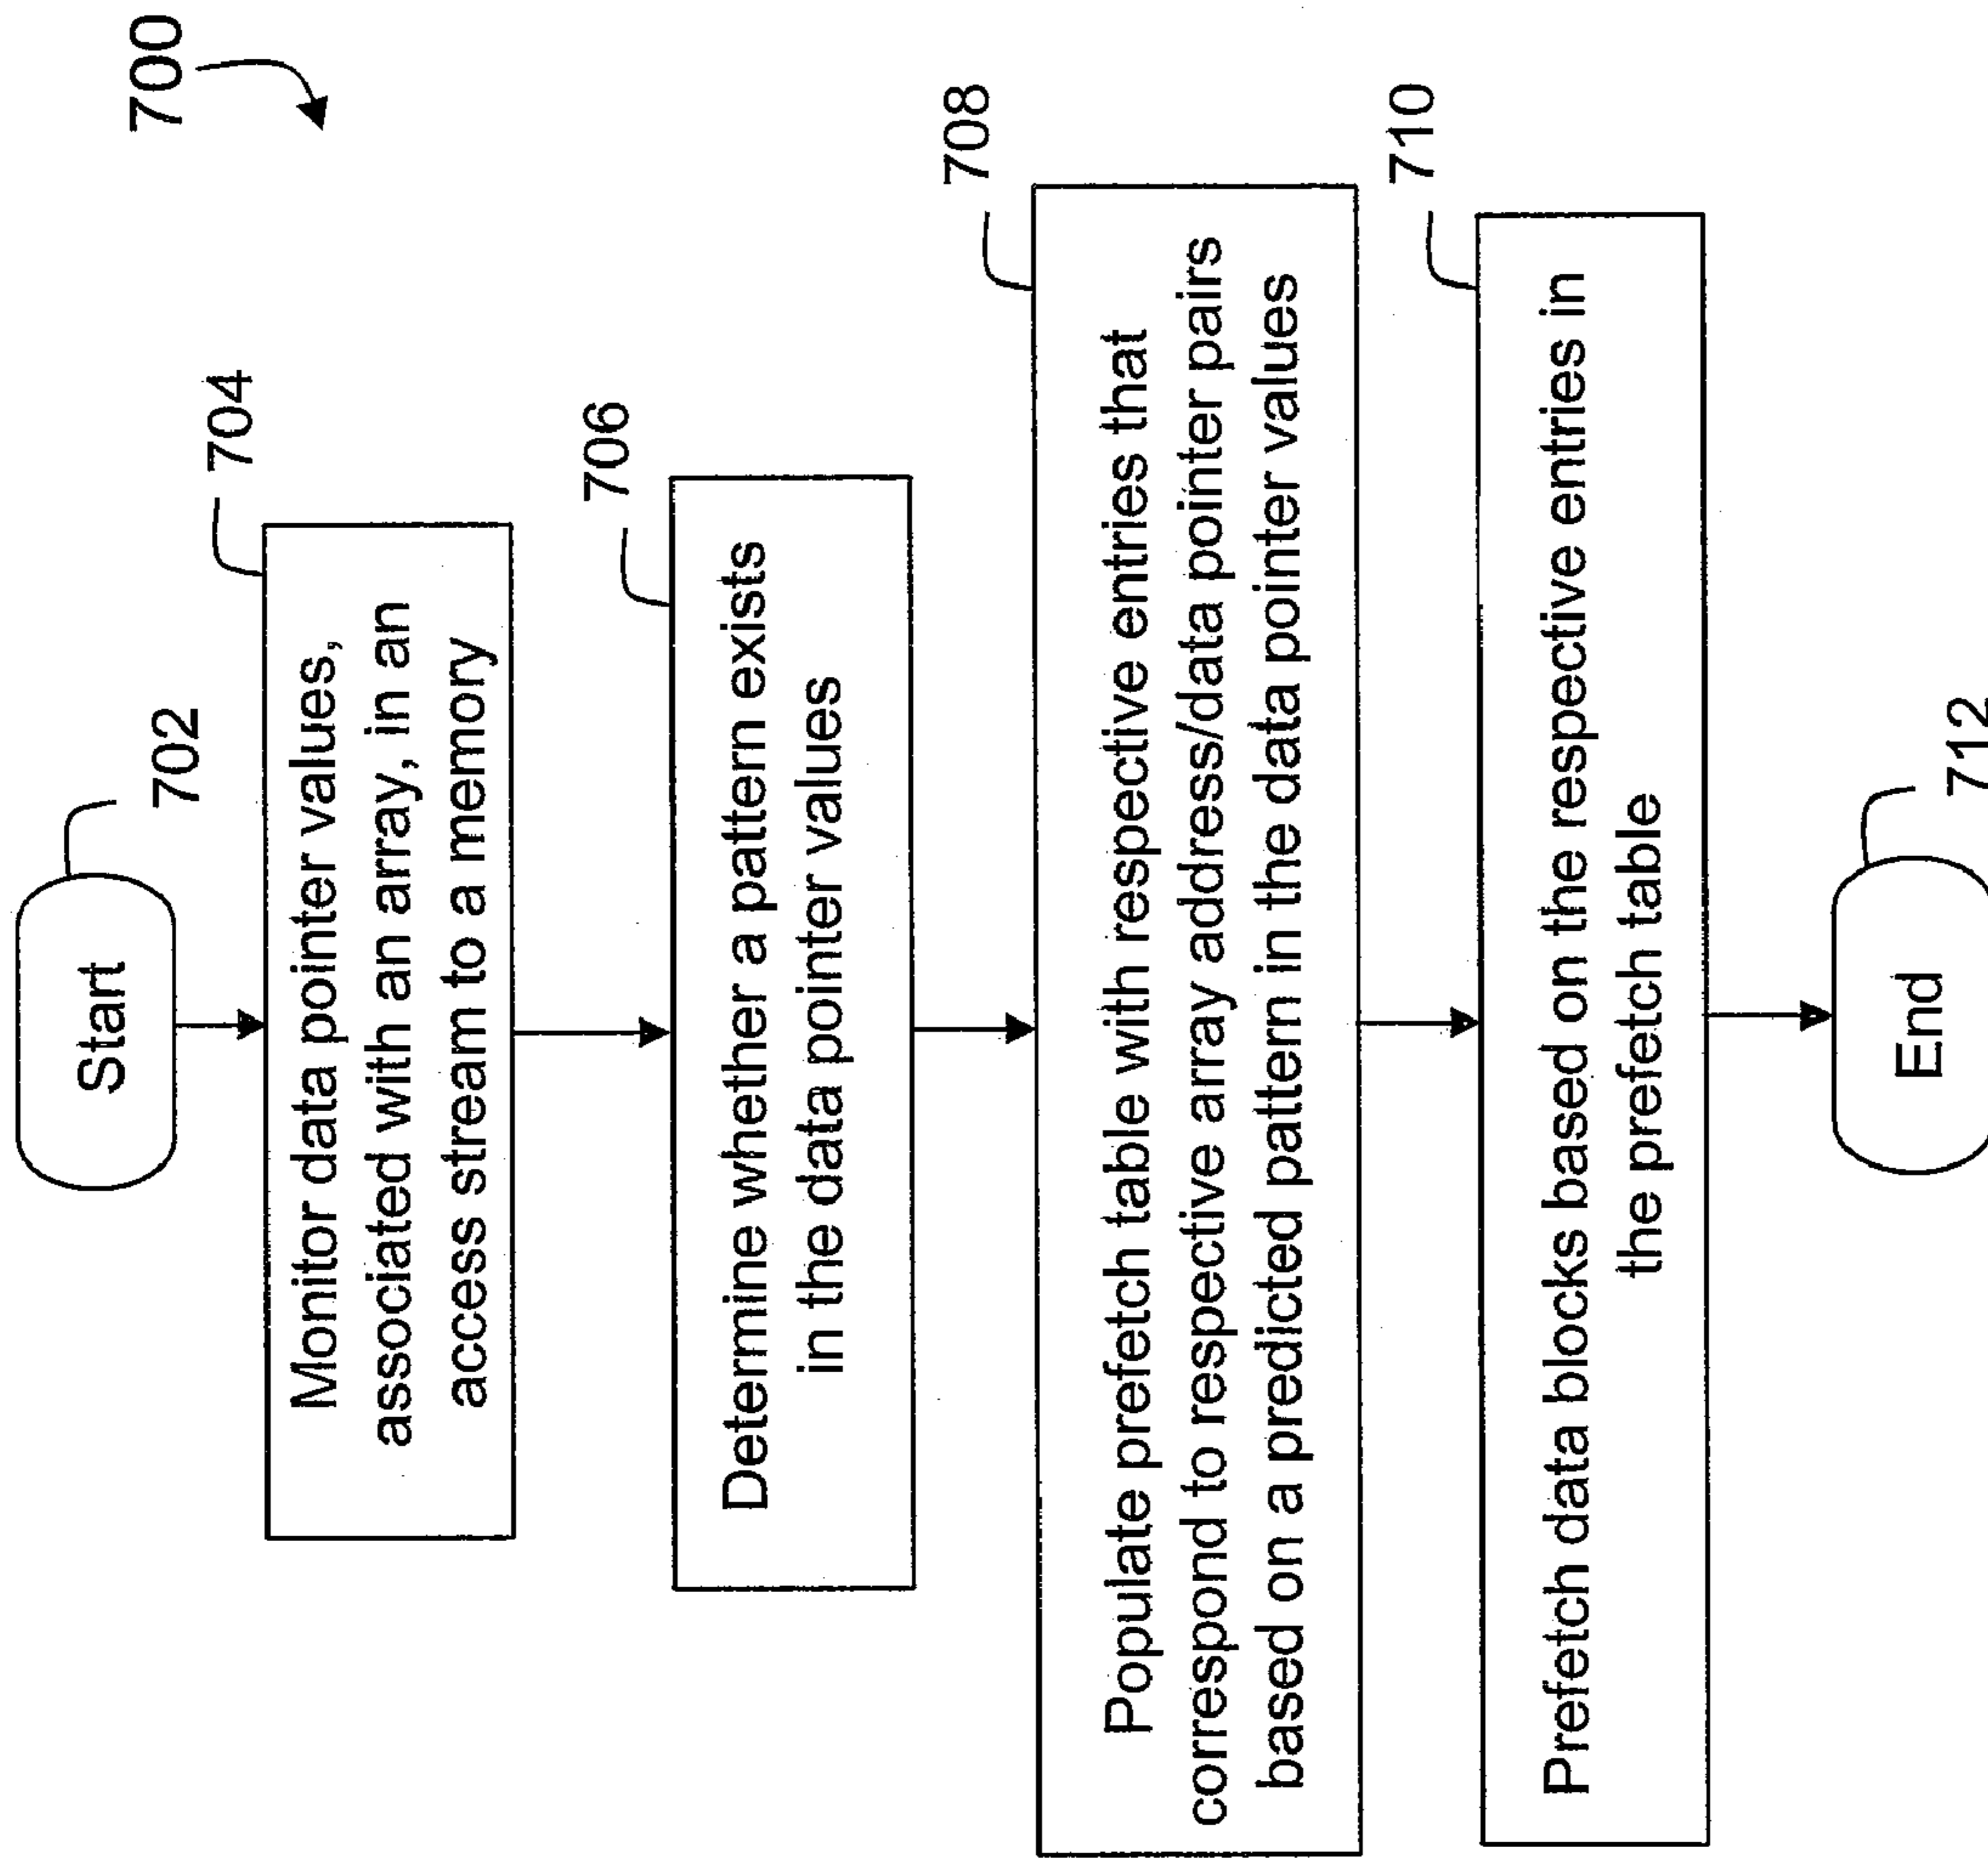 700
Start
702
704
Monitor data pointer values,
associated with an array, in an
access stream to a memory
706
Determine whether a pattern exists
in the data pointer values
708
Populate prefetch table with respective entries that
correspond to respective array address/data pointer pairs
based on a predicted pattern in the data pointer values
710
Prefetch data blocks based on the respective entries in
the prefetch table
End
712